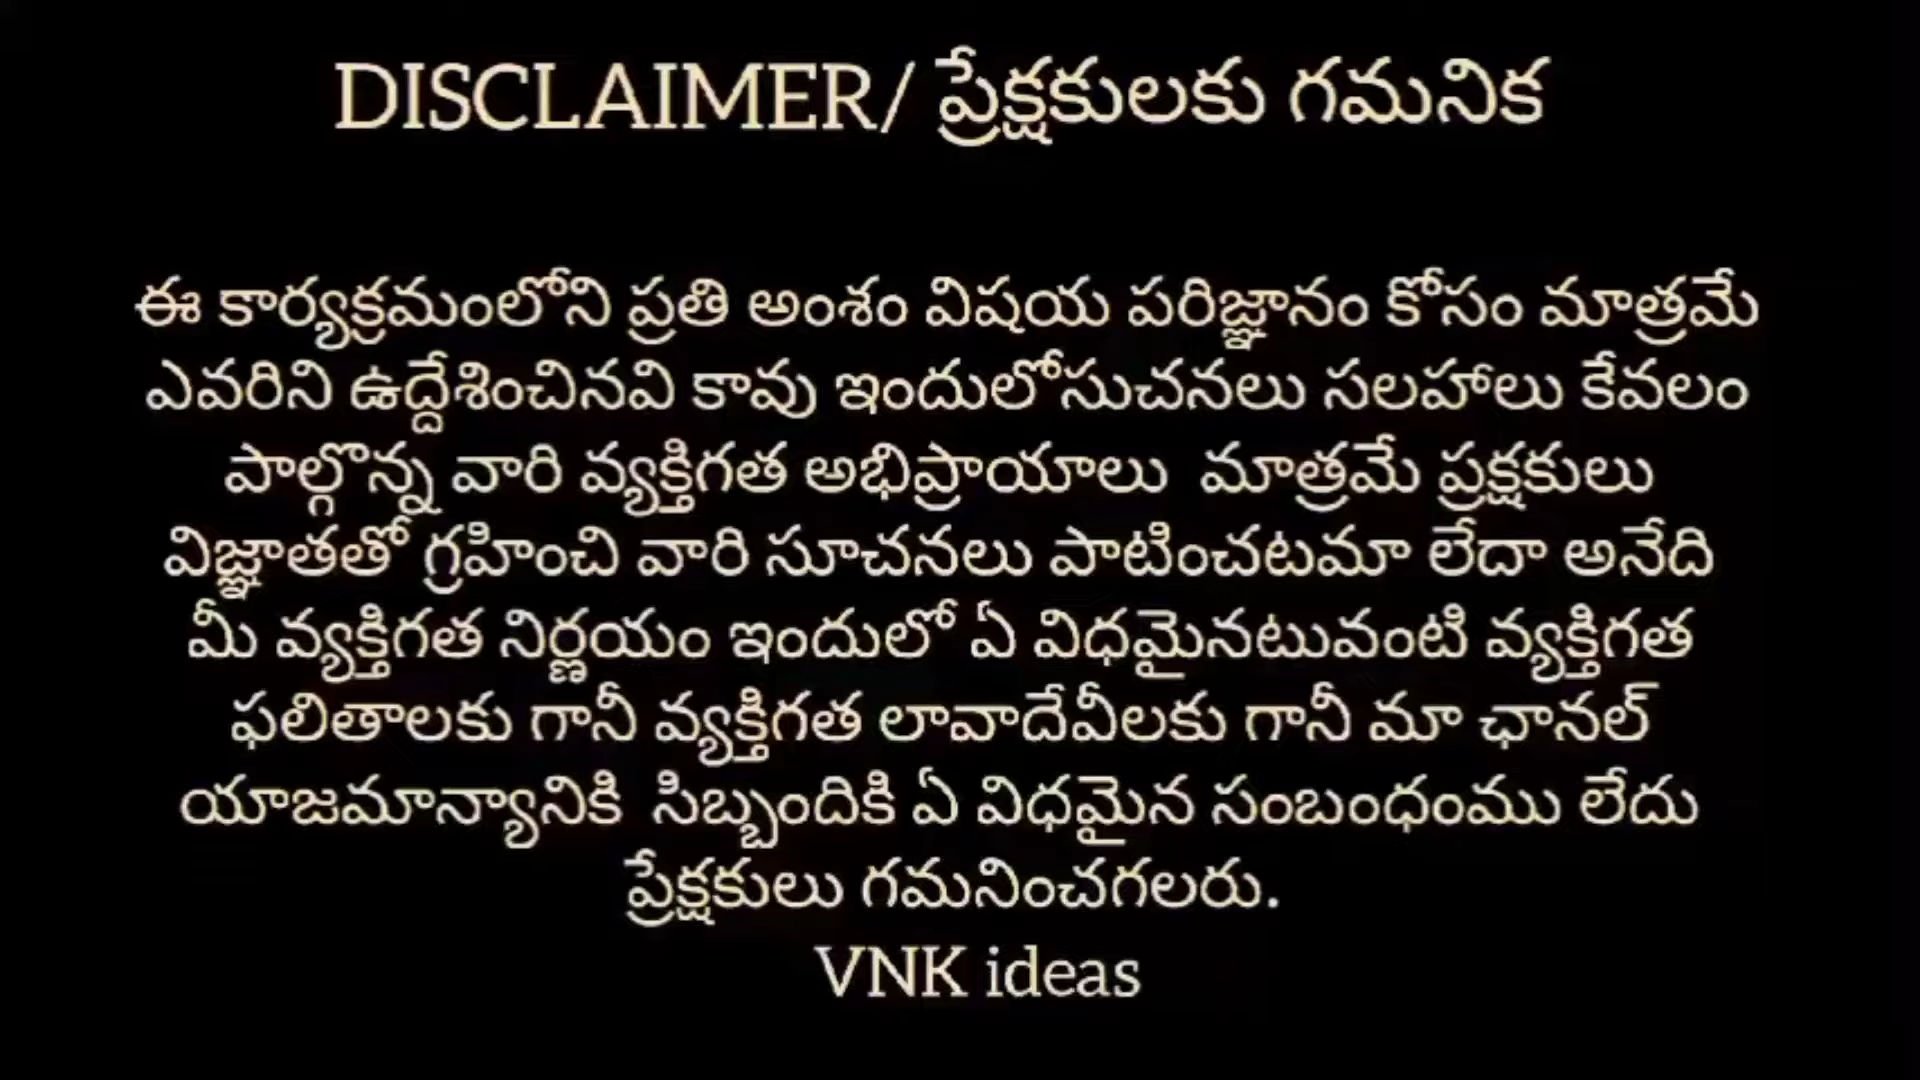 DISCLAIMER/ ప్రేక్షకులకు గమనిక
ఈ కార్యక్రమంలోని ప్రతి అంశం విషయ పరిజ్ఞానం కోసం మాత్రమే
ఎవరిని ఉద్దేశించినవి కావు ఇందులోసుచనలు సలహాలు కేవలం
పాల్గొన్న వారి వ్యక్తిగత అభిప్రాయాలు మాత్రమే ప్రక్షకులు
విజ్ఞాతతో గ్రహించి వారి సూచనలు పాటించటమా లేదా అనేది
మీ వ్యక్తిగత నిర్ణయం ఇందులో ఏ విధమైనటువంటి వ్యక్తిగత
ఫలితాలకు గానీ వ్యక్తిగత లావాదేవీలకు గానీ మా ఛానల్
యాజమాన్యానికి సిబ్బందికి ఏ విధమైన సంబంధంము లేదు
ప్రేక్షకులు గమనించగలరు.
VNK ideas